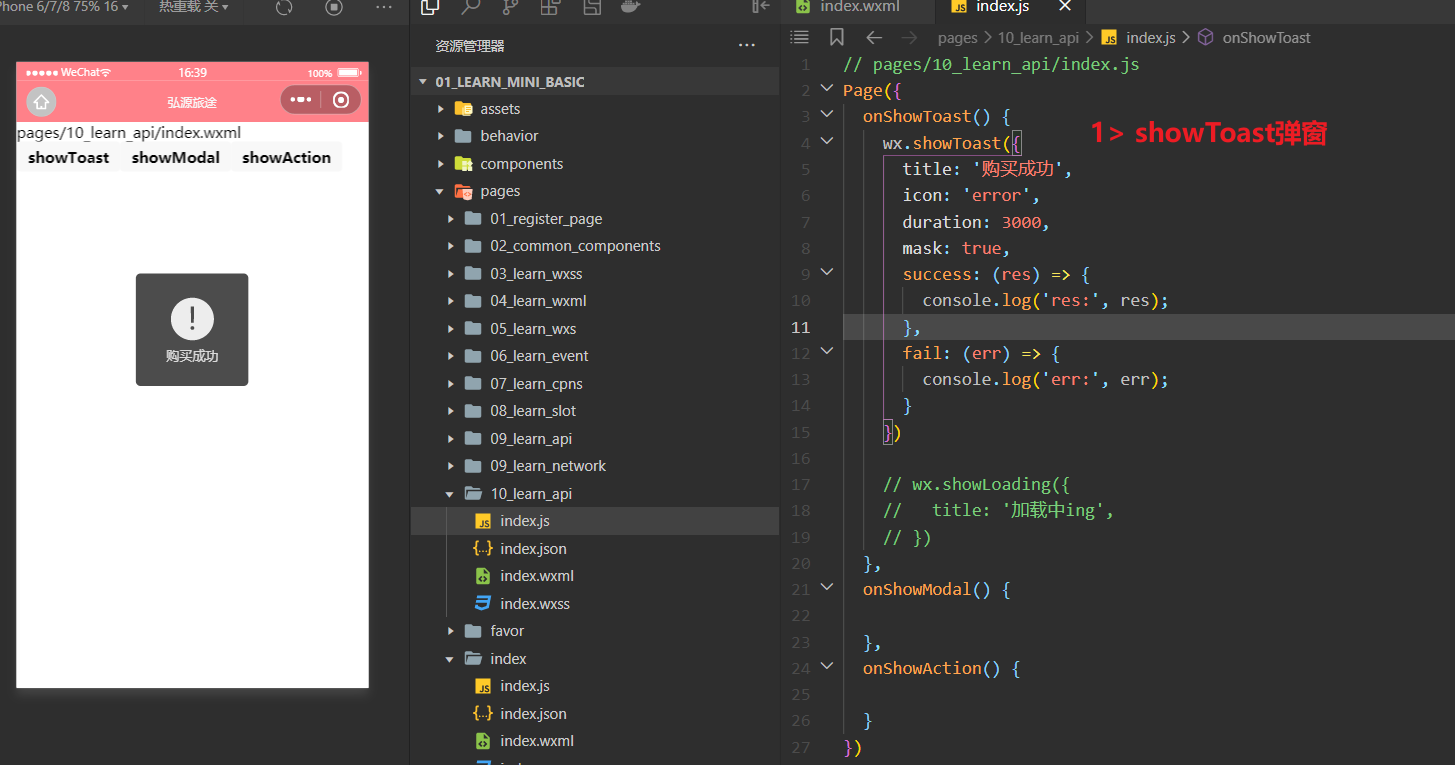 iPhone 6/7/8 75% 16
热重载 关
WeChat
16:39
100%
弘源旅途
pages/10_learn_api/index.wxml
showToast showModal showAction
购买成功
资源管理器
01_LEARN_MINI_BASIC
assets
behavior
components
pages
01_register_page
02_common_components
03_learn_wxss
04_learn_wxml
05_learn_wxs
06_learn_event
07_learn_cpns
08_learn_slot
09_learn_api
09_learn_network
10_learn_api
index.js
index.json
index.wxml
index.wxss
favor
index
index.js
index.json
index.wxml
index.wxml
index.js
pages > 10_learn_api > index.js > onShowToast
1 // pages/10_learn_api/index.js
2 Page({
3 onShowToast() {
4 wx.showToast({
5 title: '购买成功',
6 icon: 'error',
7 duration: 3000,
8 mask: true,
9 success: (res) => {
10 console.log('res:', res);
11 },
12 fail: (err) => {
13 console.log('err:', err);
14 }
15 })
16
17 // wx.showLoading({
18 // title: '加载中ing',
19 // })
20 },
21 onShowModal() {
22
23 },
24 onShowAction() {
25
26 }
27 })
1> showToast弹窗